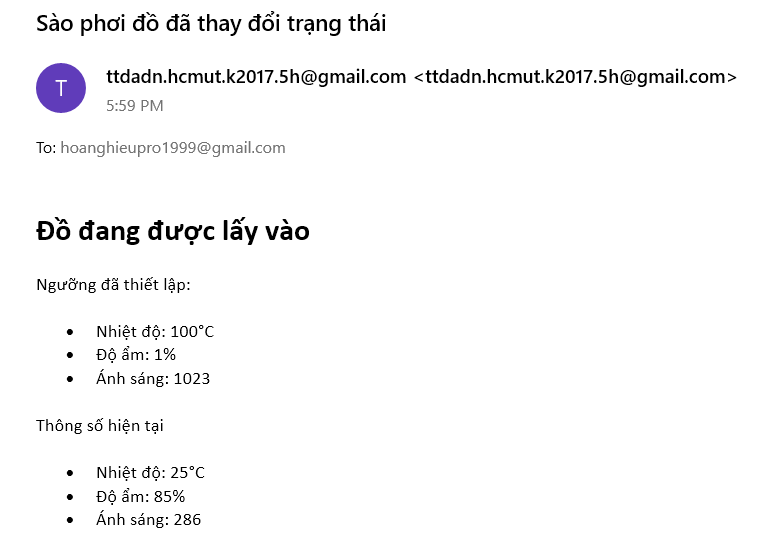 Sào phơi đồ đã thay đổi trạng thái
T
ttdadn.hcmut.k2017.5h@gmail.com <ttdadn.hcmut.k2017.5h@gmail.com>
5:59 PM
To: hoanghieupro1999@gmail.com
Đồ đang được lấy vào
Ngưỡng đã thiết lập:
• Nhiệt độ: 100°C
• Độ ẩm: 1%
• Ánh sáng: 1023
Thông số hiện tại
• Nhiệt độ: 25°C
• Độ ẩm: 85%
• Ánh sáng: 286